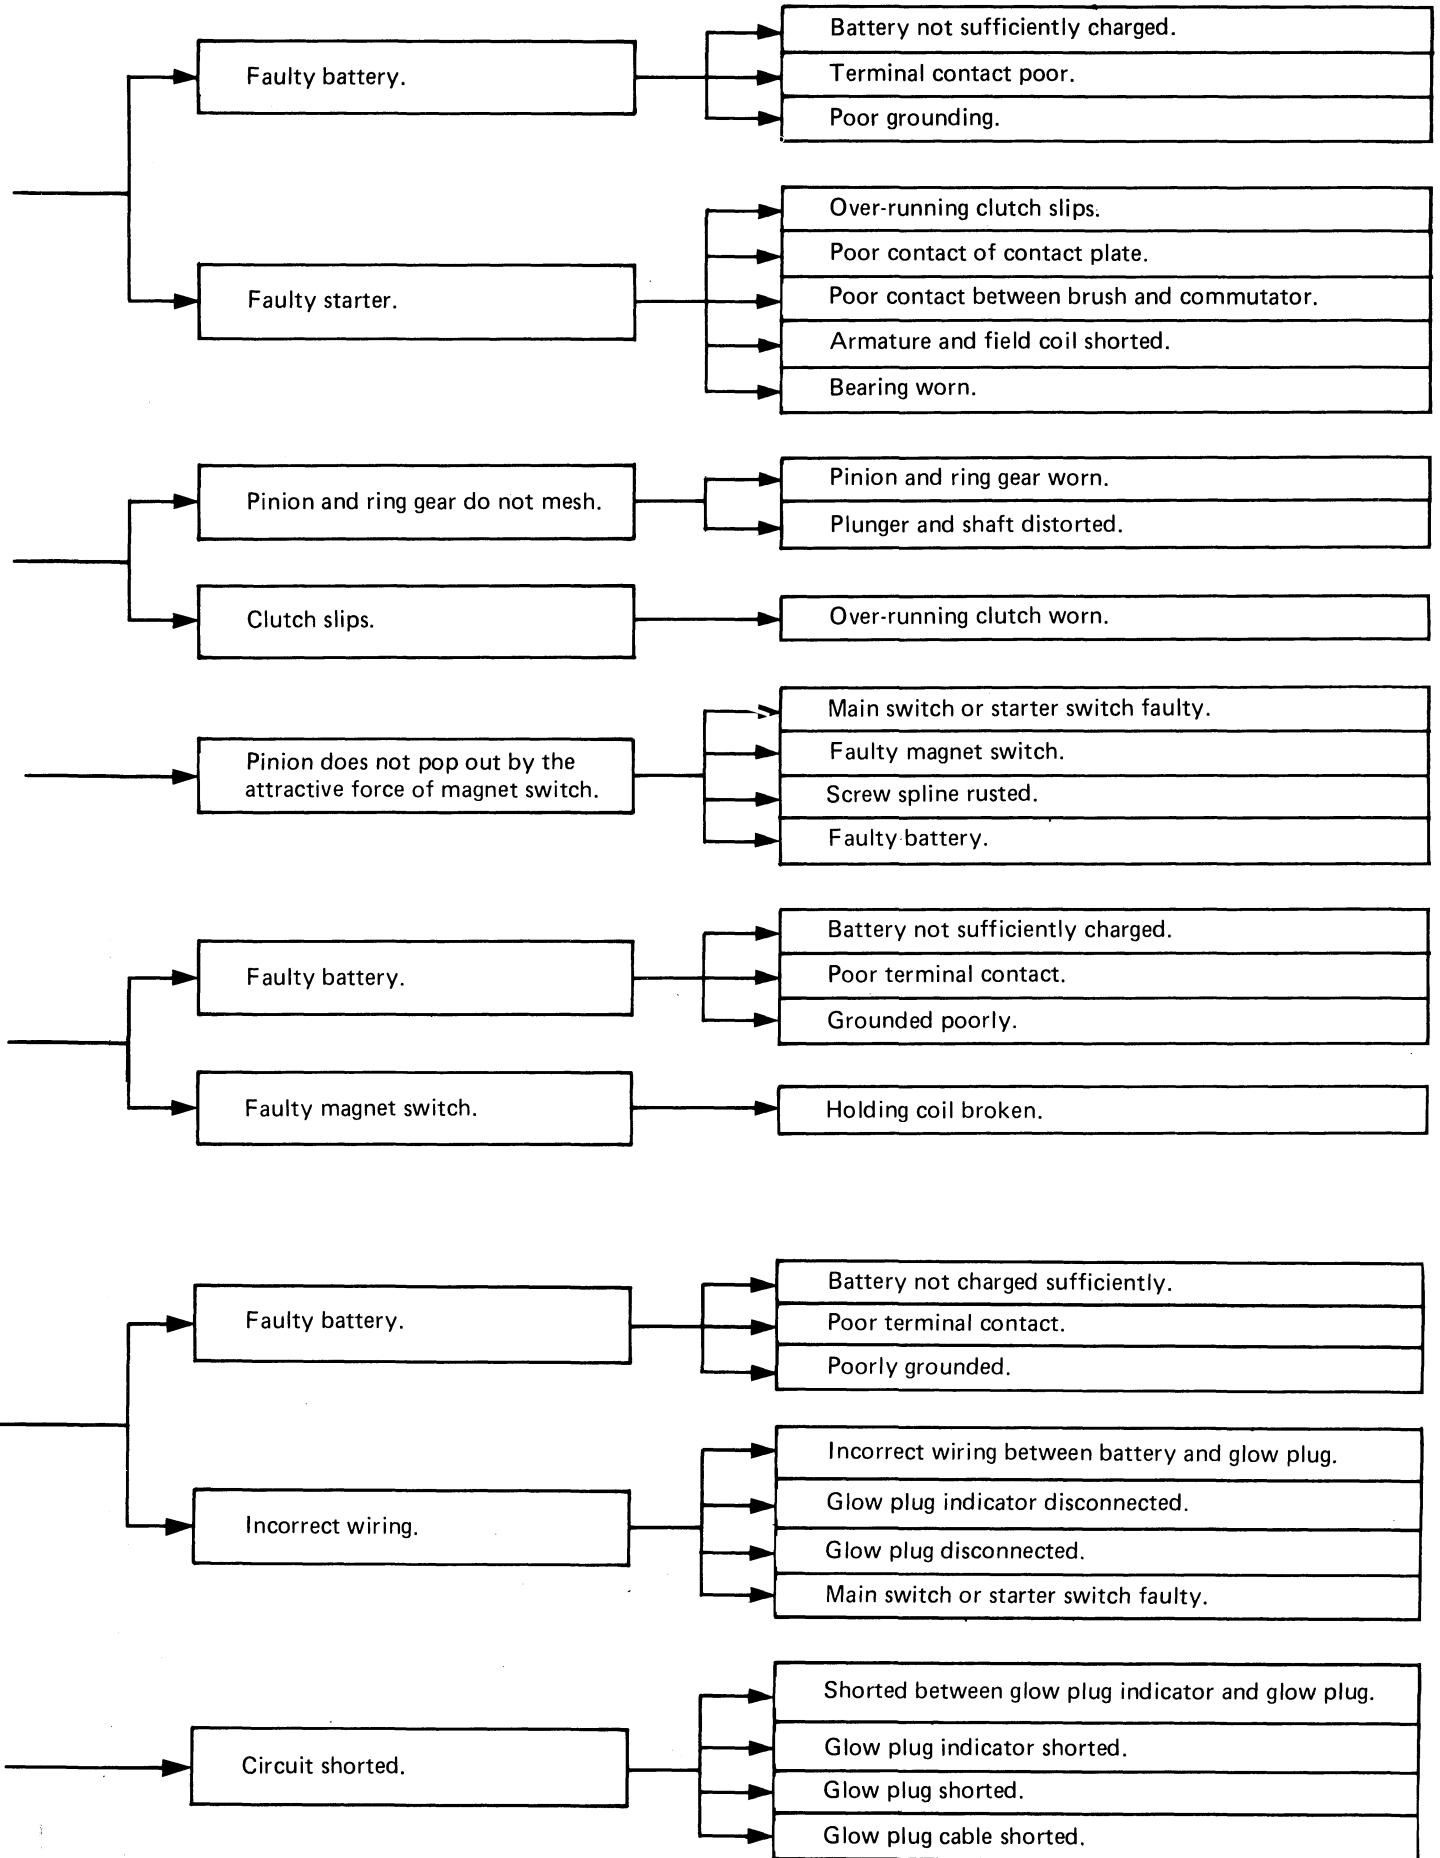 Faulty battery.
Battery not sufficiently charged.
Terminal contact poor.
Poor grounding.
Faulty starter.
Over-running clutch slips.
Poor contact of contact plate.
Poor contact between brush and commutator.
Armature and field coil shorted.
Bearing worn.
Pinion and ring gear do not mesh.
Pinion and ring gear worn.
Plunger and shaft distorted.
Clutch slips.
Over-running clutch worn.
Pinion does not pop out by the
attractive force of magnet switch.
Main switch or starter switch faulty.
Faulty magnet switch.
Screw spline rusted.
Faulty battery.
Faulty battery.
Battery not sufficiently charged.
Poor terminal contact.
Grounded poorly.
Faulty magnet switch.
Holding coil broken.
Faulty battery.
Battery not charged sufficiently.
Poor terminal contact.
Poorly grounded.
Incorrect wiring.
Incorrect wiring between battery and glow plug.
Glow plug indicator disconnected.
Glow plug disconnected.
Main switch or starter switch faulty.
Circuit shorted.
Shorted between glow plug indicator and glow plug.
Glow plug indicator shorted.
Glow plug shorted.
Glow plug cable shorted.